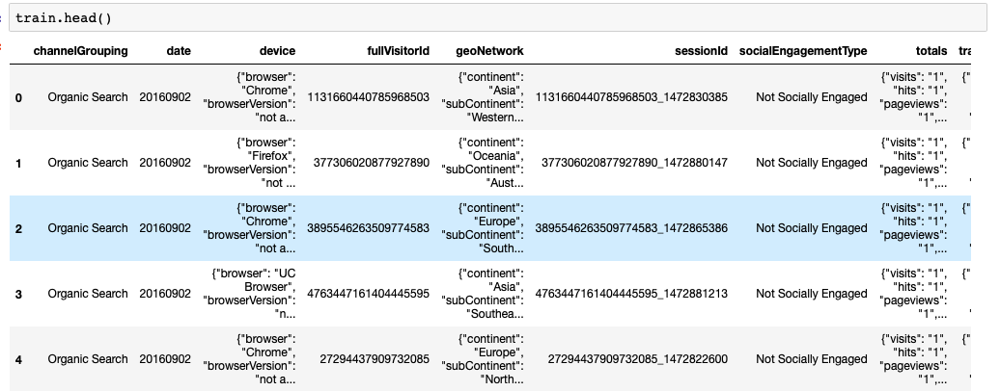 train.head()
channelGrouping date device fullVisitorId geoNetwork sessionId socialEngagementType totals tra
{"browser": {"continent": {"visits": "1", {"
"Chrome", "Asia", "hits": "1",
0 Organic Search 20160902 "browserVersion": 1131660440785968503 "subContinent": 1131660440785968503_1472830385 Not Socially Engaged "pageviews":
"not a... "Western... "1",...
{"browser": {"continent": {"visits": "1", {"
"Firefox", "Oceania", "hits": "1",
1 Organic Search 20160902 "browserVersion": 377306020877927890 "subContinent": 377306020877927890_1472880147 Not Socially Engaged "pageviews":
"not ... "Aust... "1",...
{"browser": {"continent": {"visits": "1", {"
"Chrome", "Europe", "hits": "1",
2 Organic Search 20160902 "browserVersion": 3895546263509774583 "subContinent": 3895546263509774583_1472865386 Not Socially Engaged "pageviews":
"not a... "South... "1",...
{"browser": "UC {"continent": {"visits": "1", {"
Browser", "Asia", "hits": "1",
3 Organic Search 20160902 "browserVersion": 4763447161404445595 "subContinent": 4763447161404445595_1472881213 Not Socially Engaged "pageviews":
"n... "Southea... "1",...
{"browser": {"continent": {"visits": "1", {"
"Chrome", "Europe", "hits": "1",
4 Organic Search 20160902 "browserVersion": 27294437909732085 "subContinent": 27294437909732085_1472822600 Not Socially Engaged "pageviews":
"not a... "North... "1",...